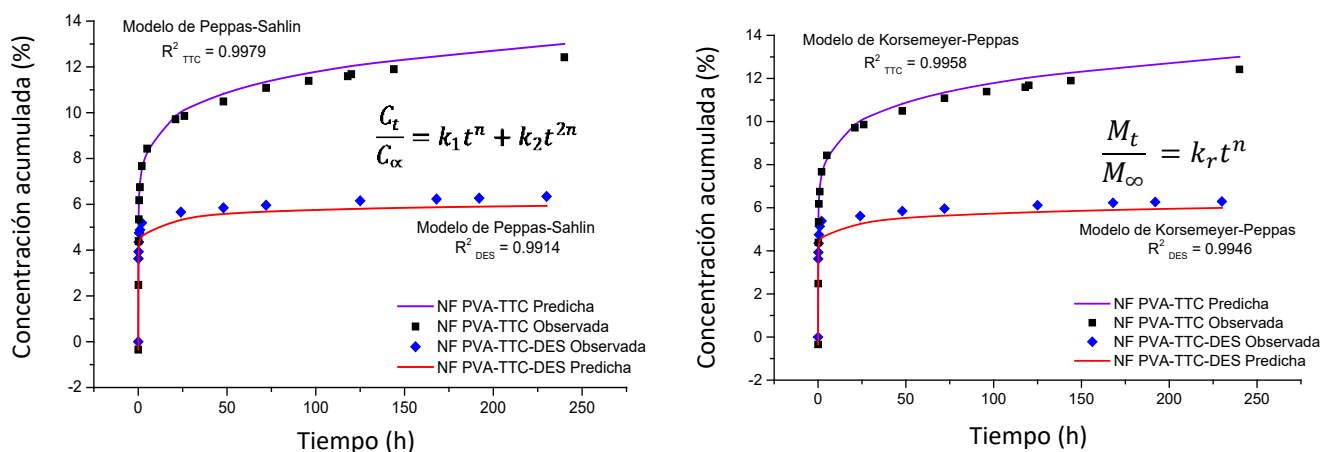 Modelo de Peppas-Sahlin
R² TTC = 0.9979
14
12
10
8
6
4
2
0
-2
Concentración acumulada (%)
C_t/C_∝ = k₁tⁿ + k₂t²ⁿ
Modelo de Peppas-Sahlin
R² DES = 0.9914
NF PVA-TTC Predicha
NF PVA-TTC Observada
NF PVA-TTC-DES Observada
NF PVA-TTC-DES Predicha
0 50 100 150 200 250
Tiempo (h)
Modelo de Korsemeyer-Peppas
R² TTC = 0.9958
14
12
10
8
6
4
2
0
-2
Concentración acumulada (%)
M_t/M_∞ = k_r tⁿ
Modelo de Korsemeyer-Peppas
R² DES = 0.9946
NF PVA-TTC Predicha
NF PVA-TTC Observada
NF PVA-TTC-DES Observada
NF PVA-TTC-DES Predicha
0 50 100 150 200 250
Tiempo (h)